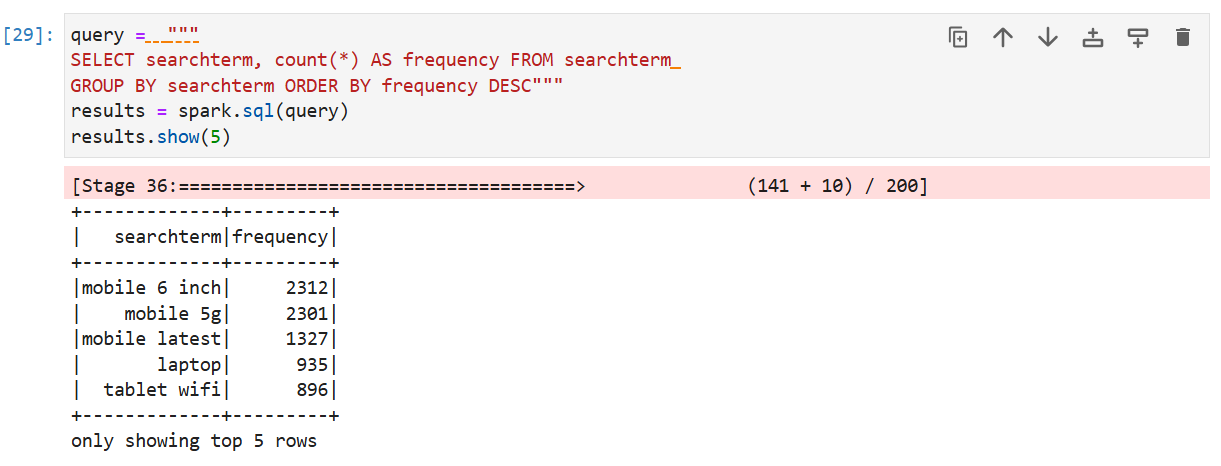 [29]: query = """
SELECT searchterm, count(*) AS frequency FROM searchterm
GROUP BY searchterm ORDER BY frequency DESC"""
results = spark.sql(query)
results.show(5)
[Stage 36:=====================================>               (141 + 10) / 200]
+-------------+---------+
|   searchterm|frequency|
+-------------+---------+
|mobile 6 inch|     2312|
|    mobile 5g|     2301|
|mobile latest|     1327|
|       laptop|      935|
|  tablet wifi|      896|
+-------------+---------+
only showing top 5 rows